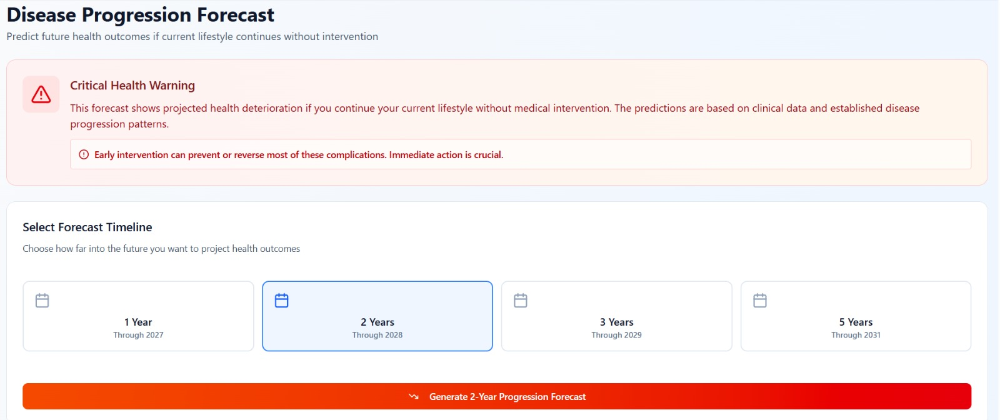 Disease Progression Forecast
Predict future health outcomes if current lifestyle continues without intervention
Critical Health Warning
This forecast shows projected health deterioration if you continue your current lifestyle without medical intervention. The predictions are based on clinical data and established disease
progression patterns.
Early intervention can prevent or reverse most of these complications. Immediate action is crucial.
Select Forecast Timeline
Choose how far into the future you want to project health outcomes
1 Year
Through 2027
2 Years
Through 2028
3 Years
Through 2029
5 Years
Through 2031
Generate 2-Year Progression Forecast